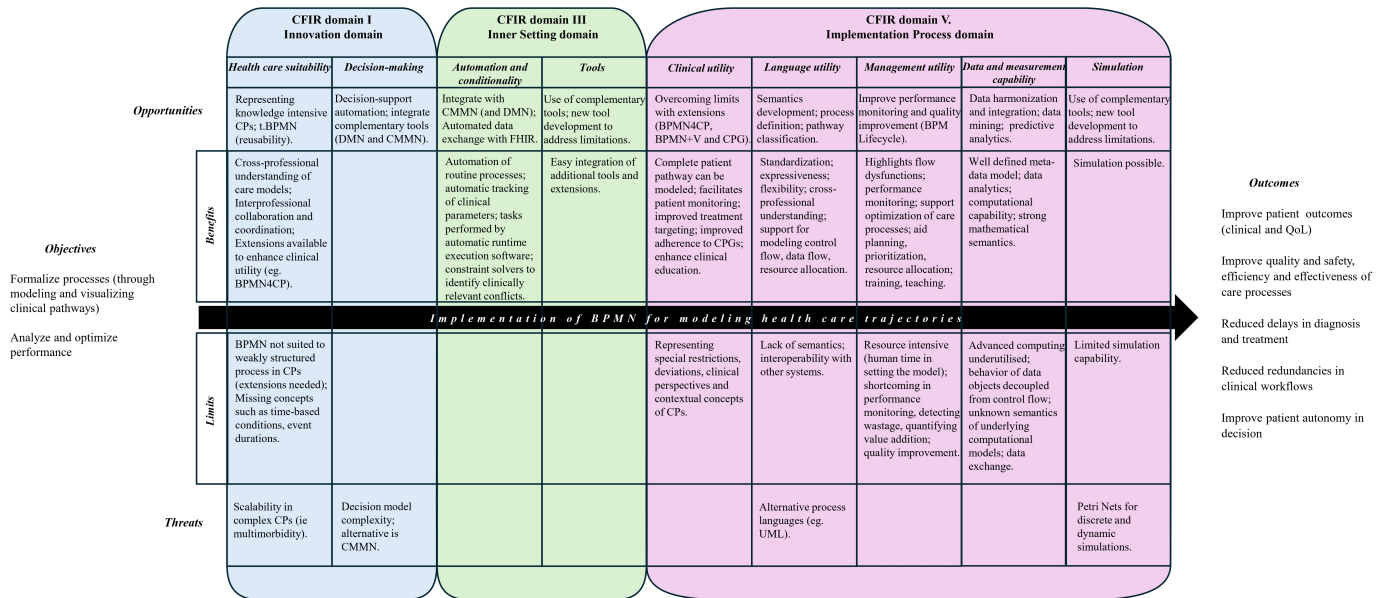 CFIR domain I
Innovation domain
CFIR domain III
Inner Setting domain
CFIR domain V.
Implementation Process domain
Health care suitability
Decision-making
Automation and
conditionality
Tools
Clinical utility
Language utility
Management utility
Data and measurement
capability
Simulation
Opportunities
Representing
knowledge intensive
CPs; t.BPMN
(reusability).
Decision-support
automation; integrate
complementary tools
(DMN and CMMN).
Integrate with
CMMN (and DMN);
Automated data
exchange with FHIR.
Use of complementary
tools; new tool
development to
address limitations.
Overcoming limits
with extensions
(BPMN4CP,
BPMN+V and CPG).
Semantics
development; process
definition; pathway
classification.
Improve performance
monitoring and quality
improvement (BPM
Lifecycle).
Data harmonization
and integration; data
mining; predictive
analytics.
Use of complementary
tools; new tool
development to
address limitations.
Benefits
Cross-professional
understanding of
care models;
Interprofessional
collaboration and
coordination;
Extensions available
to enhance clinical
utility (eg.
BPMN4CP).
Automation of
routine processes;
automatic tracking
of clinical
parameters; tasks
performed by
automatic runtime
execution software;
constraint solvers to
identify clinically
relevant conflicts.
Easy integration of
additional tools and
extensions.
Complete patient
pathway can be
modeled; facilitates
patient monitoring;
improved treatment
targeting; improved
adherence to CPGs;
enhance clinical
education.
Standardization;
expressiveness;
flexibility; cross-
professional
understanding;
support for
modeling control
flow, data flow,
resource allocation.
Highlights flow
dysfunctions;
performance
monitoring; support
optimization of care
processes; aid
planning,
prioritization,
resource allocation;
training, teaching.
Well defined meta-
data model; data
analytics;
computational
capability; strong
mathematical
semantics.
Simulation possible.
Objectives
Formalize processes (through
modeling and visualizing
clinical pathways)
Analyze and optimize
performance
Implementation of BPMN for modeling health care trajectories
Outcomes
Improve patient outcomes
(clinical and QoL)
Improve quality and safety,
efficiency and effectiveness of
care processes
Reduced delays in diagnosis
and treatment
Reduced redundancies in
clinical workflows
Improve patient autonomy in
decision
Limits
BPMN not suited to
weakly structured
process in CPs
(extensions needed);
Missing concepts
such as time-based
conditions, event
durations.
Representing
special restrictions,
deviations, clinical
perspectives and
contextual concepts
of CPs.
Lack of semantics;
interoperability with
other systems.
Resource intensive
(human time in
setting the model);
shortcoming in
performance
monitoring, detecting
wastage, quantifying
value addition;
quality improvement.
Advanced computing
underutilised;
behavior of data
objects decoupled
from control flow;
unknown semantics
of underlying
computational
models; data
exchange.
Limited simulation
capability.
Threats
Scalability in
complex CPs (ie
multimorbidity).
Decision model
complexity;
alternative is
CMMN.
Alternative process
languages (eg.
UML).
Petri Nets for
discrete and
dynamic
simulations.